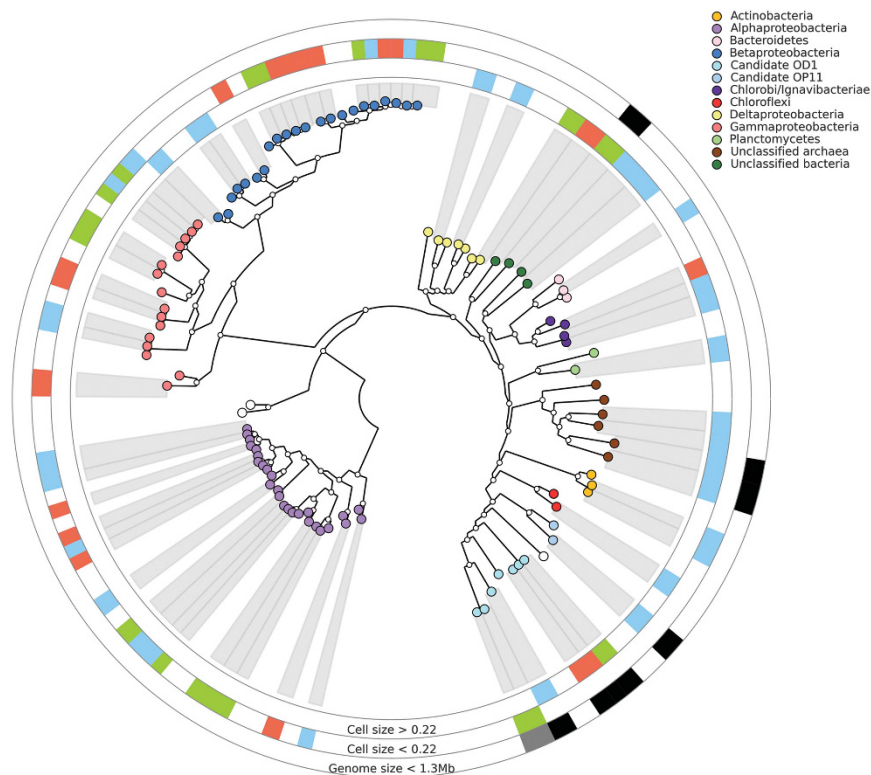 Actinobacteria
Alphaproteobacteria
Bacteroidetes
Betaproteobacteria
Candidate OD1
Candidate OP11
Chlorobi/Ignavibacteriae
Chloroflexi
Deltaproteobacteria
Gammaproteobacteria
Planctomycetes
Unclassified archaea
Unclassified bacteria
Cell size > 0.22
Cell size < 0.22
Genome size < 1.3Mb